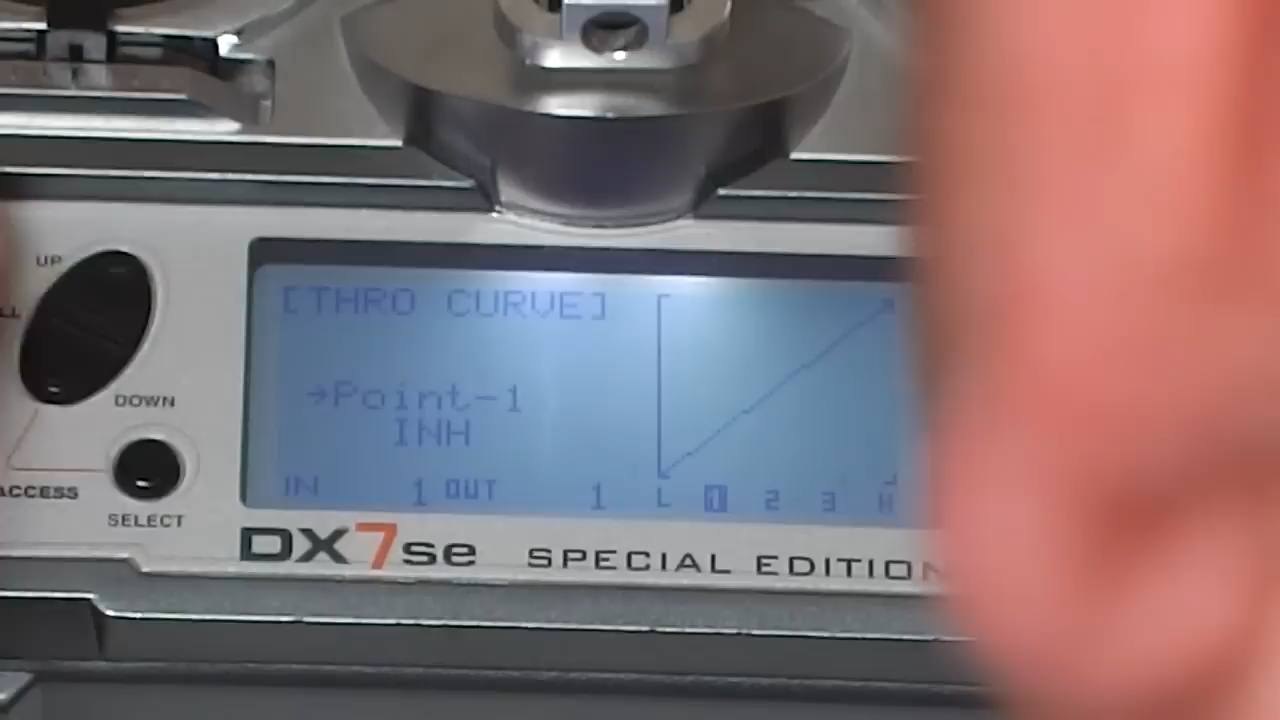 UP
LL
DOWN
ACCESS
SELECT
[THRO CURVE]
→Point-1
INH
IN 1 OUT 1
L 1 2 3 H
DX7se SPECIAL EDITION